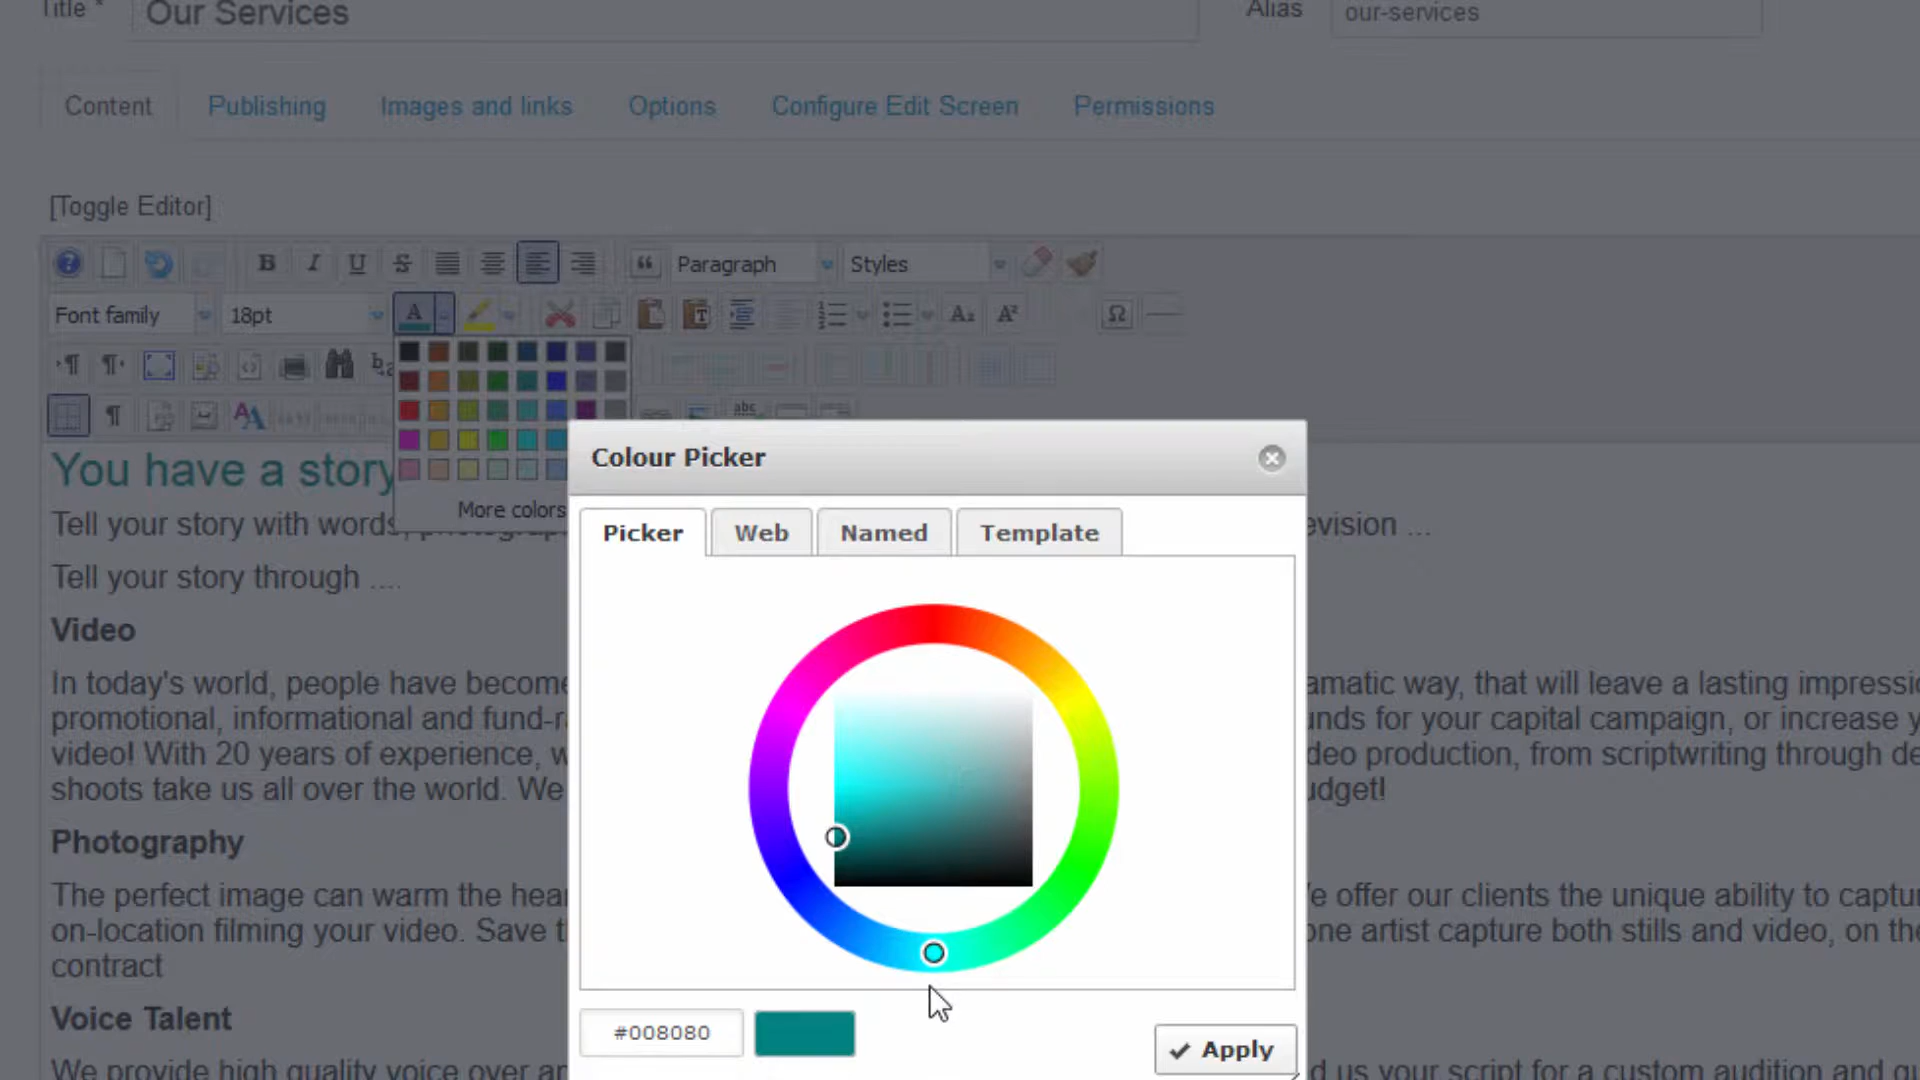 Title * Our Services Alias our-services
Content Publishing Images and links Options Configure Edit Screen Permissions
[Toggle Editor]
B I U S Paragraph Styles
Font family 18pt A
More colors
Colour Picker
Picker Web Named Template
#008080
Apply
You have a story
Tell your story with words, evision ...
Tell your story through ....
Video
In today's world, people have become amatic way, that will leave a lasting
promotional, informational and fund-r unds for your capital campaign, or increase
video! With 20 years of experience, w deo production, from scriptwriting through
shoots take us all over the world. We udget!
Photography
The perfect image can warm the hear e offer our clients the unique ability to
on-location filming your video. Save t one artist capture both stills and video, on
contract
Voice Talent
We provide high quality voice over d us your script for a custom audition and